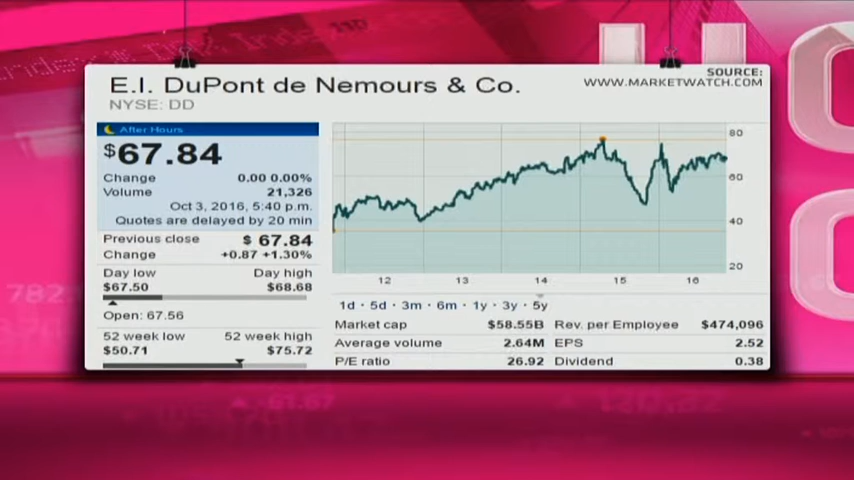 E.I. DuPont de Nemours & Co.
NYSE: DD
SOURCE:
WWW.MARKETWATCH.COM
After Hours
$67.84
Change 0.00 0.00%
Volume 21,326
Oct 3, 2016, 5:40 p.m.
Quotes are delayed by 20 min
Previous close $ 67.84
Change +0.87 +1.30%
Day low Day high
$67.50 $68.68
Open: 67.56
52 week low 52 week high
$50.71 $75.72
80
60
40
20
12 13 14 15 16
1d · 5d · 3m · 6m · 1y · 3y · 5y
Market cap $58.55B Rev. per Employee $474,096
Average volume 2.64M EPS 2.52
P/E ratio 26.92 Dividend 0.38